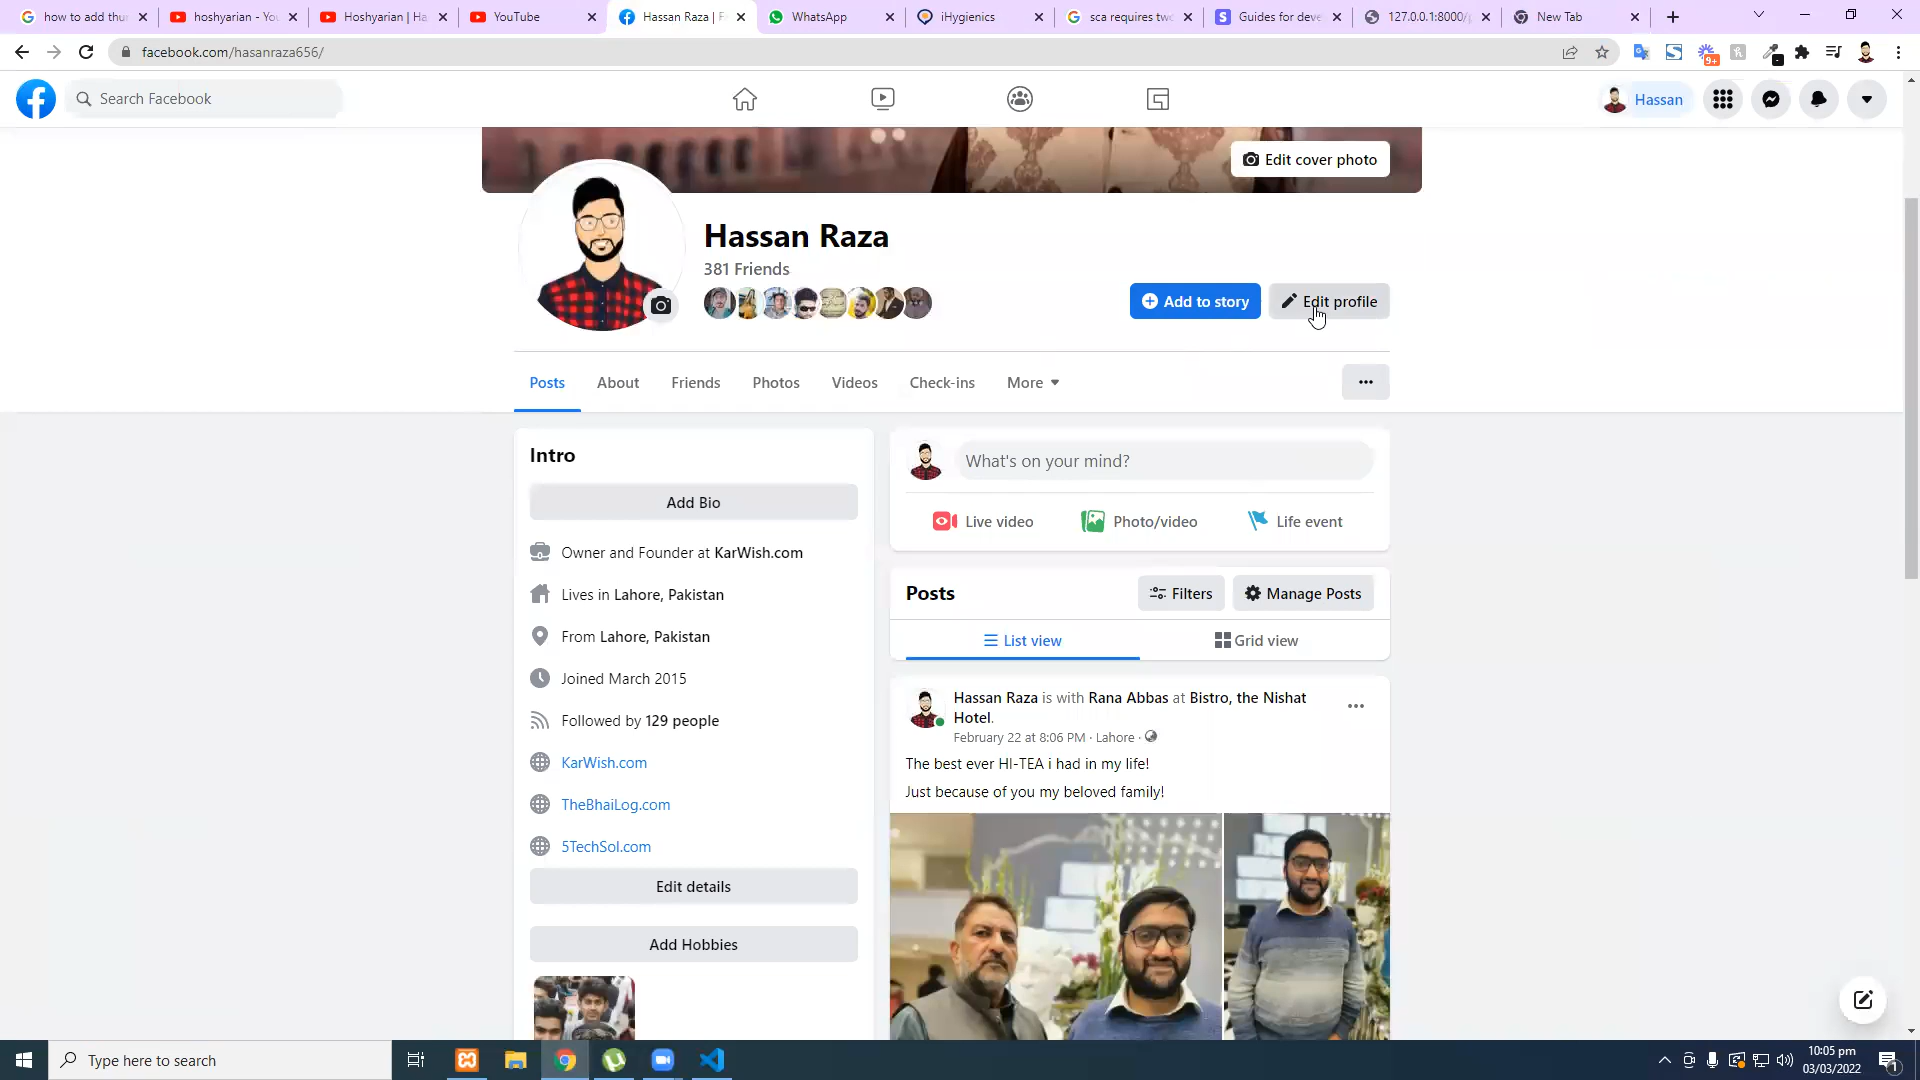 how to add thu
hoshyarian - You
Hoshyarian | Ha
YouTube
Hassan Raza | F
WhatsApp
iHygienics
sca requires two
Guides for deve
127.0.0.1:8000/
New Tab
facebook.com/hasanraza656/
9+
Search Facebook
Hassan
Edit cover photo
Hassan Raza
381 Friends
Add to story
Edit profile
Posts
About
Friends
Photos
Videos
Check-ins
More
Intro
Add Bio
Owner and Founder at KarWish.com
Lives in Lahore, Pakistan
From Lahore, Pakistan
Joined March 2015
Followed by 129 people
KarWish.com
TheBhaiLog.com
5TechSol.com
Edit details
Add Hobbies
What's on your mind?
Live video
Photo/video
Life event
Posts
Filters
Manage Posts
List view
Grid view
Hassan Raza is with Rana Abbas at Bistro, the Nishat
Hotel.
February 22 at 8:06 PM · Lahore ·
The best ever HI-TEA i had in my life!
Just because of you my beloved family!
Type here to search
10:05 pm
03/03/2022
1